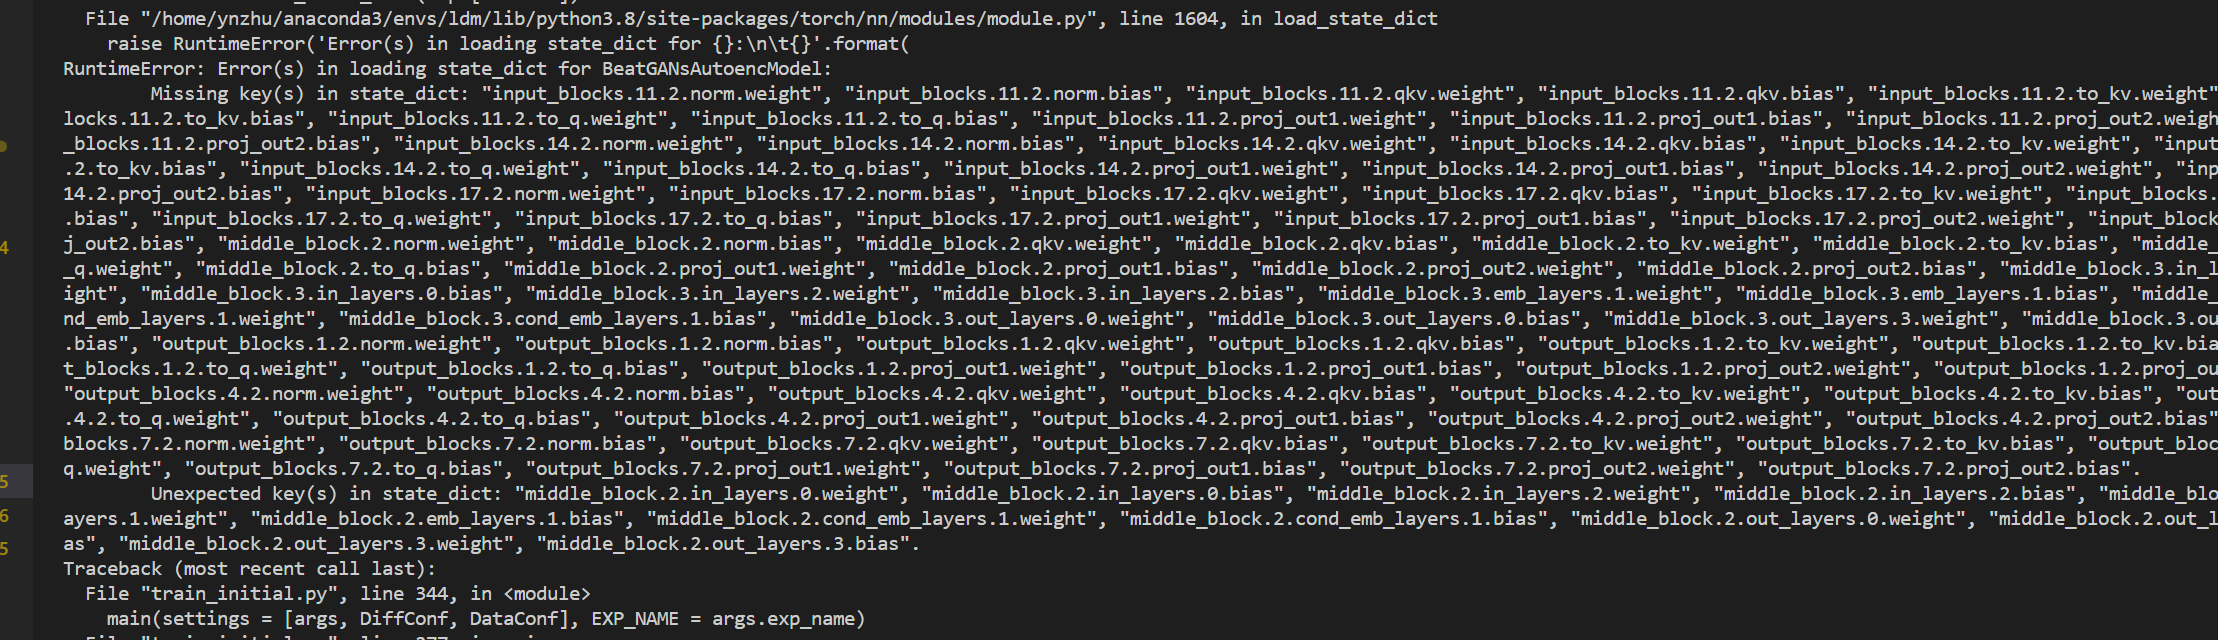 File "/home/ynzhu/anaconda3/envs/ldm/lib/python3.8/site-packages/torch/nn/modules/module.py", line 1604, in load_state_dict
raise RuntimeError('Error(s) in loading state_dict for {}:\n\t{}'.format(
RuntimeError: Error(s) in loading state_dict for BeatGANsAutoencModel:
Missing key(s) in state_dict: "input_blocks.11.2.norm.weight", "input_blocks.11.2.norm.bias", "input_blocks.11.2.qkv.weight", "input_blocks.11.2.qkv.bias", "input_blocks.11.2.to_kv.weight"
locks.11.2.to_kv.bias", "input_blocks.11.2.to_q.weight", "input_blocks.11.2.to_q.bias", "input_blocks.11.2.proj_out1.weight", "input_blocks.11.2.proj_out1.bias", "input_blocks.11.2.proj_out2.weigh
_blocks.11.2.proj_out2.bias", "input_blocks.14.2.norm.weight", "input_blocks.14.2.norm.bias", "input_blocks.14.2.qkv.weight", "input_blocks.14.2.qkv.bias", "input_blocks.14.2.to_kv.weight", "input
.2.to_kv.bias", "input_blocks.14.2.to_q.weight", "input_blocks.14.2.to_q.bias", "input_blocks.14.2.proj_out1.weight", "input_blocks.14.2.proj_out1.bias", "input_blocks.14.2.proj_out2.weight", "inp
14.2.proj_out2.bias", "input_blocks.17.2.norm.weight", "input_blocks.17.2.norm.bias", "input_blocks.17.2.qkv.weight", "input_blocks.17.2.qkv.bias", "input_blocks.17.2.to_kv.weight", "input_blocks.
.bias", "input_blocks.17.2.to_q.weight", "input_blocks.17.2.to_q.bias", "input_blocks.17.2.proj_out1.weight", "input_blocks.17.2.proj_out1.bias", "input_blocks.17.2.proj_out2.weight", "input_block
4 j_out2.bias", "middle_block.2.norm.weight", "middle_block.2.norm.bias", "middle_block.2.qkv.weight", "middle_block.2.qkv.bias", "middle_block.2.to_kv.weight", "middle_block.2.to_kv.bias", "middle_
_q.weight", "middle_block.2.to_q.bias", "middle_block.2.proj_out1.weight", "middle_block.2.proj_out1.bias", "middle_block.2.proj_out2.weight", "middle_block.2.proj_out2.bias", "middle_block.3.in_l
ight", "middle_block.3.in_layers.0.bias", "middle_block.3.in_layers.2.weight", "middle_block.3.in_layers.2.bias", "middle_block.3.emb_layers.1.weight", "middle_block.3.emb_layers.1.bias", "middle_
nd_emb_layers.1.weight", "middle_block.3.cond_emb_layers.1.bias", "middle_block.3.out_layers.0.weight", "middle_block.3.out_layers.0.bias", "middle_block.3.out_layers.3.weight", "middle_block.3.ou
.bias", "output_blocks.1.2.norm.weight", "output_blocks.1.2.norm.bias", "output_blocks.1.2.qkv.weight", "output_blocks.1.2.qkv.bias", "output_blocks.1.2.to_kv.weight", "output_blocks.1.2.to_kv.bia
t_blocks.1.2.to_q.weight", "output_blocks.1.2.to_q.bias", "output_blocks.1.2.proj_out1.weight", "output_blocks.1.2.proj_out1.bias", "output_blocks.1.2.proj_out2.weight", "output_blocks.1.2.proj_ou
"output_blocks.4.2.norm.weight", "output_blocks.4.2.norm.bias", "output_blocks.4.2.qkv.weight", "output_blocks.4.2.qkv.bias", "output_blocks.4.2.to_kv.weight", "output_blocks.4.2.to_kv.bias", "out
.4.2.to_q.weight", "output_blocks.4.2.to_q.bias", "output_blocks.4.2.proj_out1.weight", "output_blocks.4.2.proj_out1.bias", "output_blocks.4.2.proj_out2.weight", "output_blocks.4.2.proj_out2.bias"
blocks.7.2.norm.weight", "output_blocks.7.2.norm.bias", "output_blocks.7.2.qkv.weight", "output_blocks.7.2.qkv.bias", "output_blocks.7.2.to_kv.weight", "output_blocks.7.2.to_kv.bias", "output_bloc
5 q.weight", "output_blocks.7.2.to_q.bias", "output_blocks.7.2.proj_out1.weight", "output_blocks.7.2.proj_out1.bias", "output_blocks.7.2.proj_out2.weight", "output_blocks.7.2.proj_out2.bias".
Unexpected key(s) in state_dict: "middle_block.2.in_layers.0.weight", "middle_block.2.in_layers.0.bias", "middle_block.2.in_layers.2.weight", "middle_block.2.in_layers.2.bias", "middle_blo
6 ayers.1.weight", "middle_block.2.emb_layers.1.bias", "middle_block.2.cond_emb_layers.1.weight", "middle_block.2.cond_emb_layers.1.bias", "middle_block.2.out_layers.0.weight", "middle_block.2.out_l
5 as", "middle_block.2.out_layers.3.weight", "middle_block.2.out_layers.3.bias".
Traceback (most recent call last):
File "train_initial.py", line 344, in <module>
main(settings = [args, DiffConf, DataConf], EXP_NAME = args.exp_name)